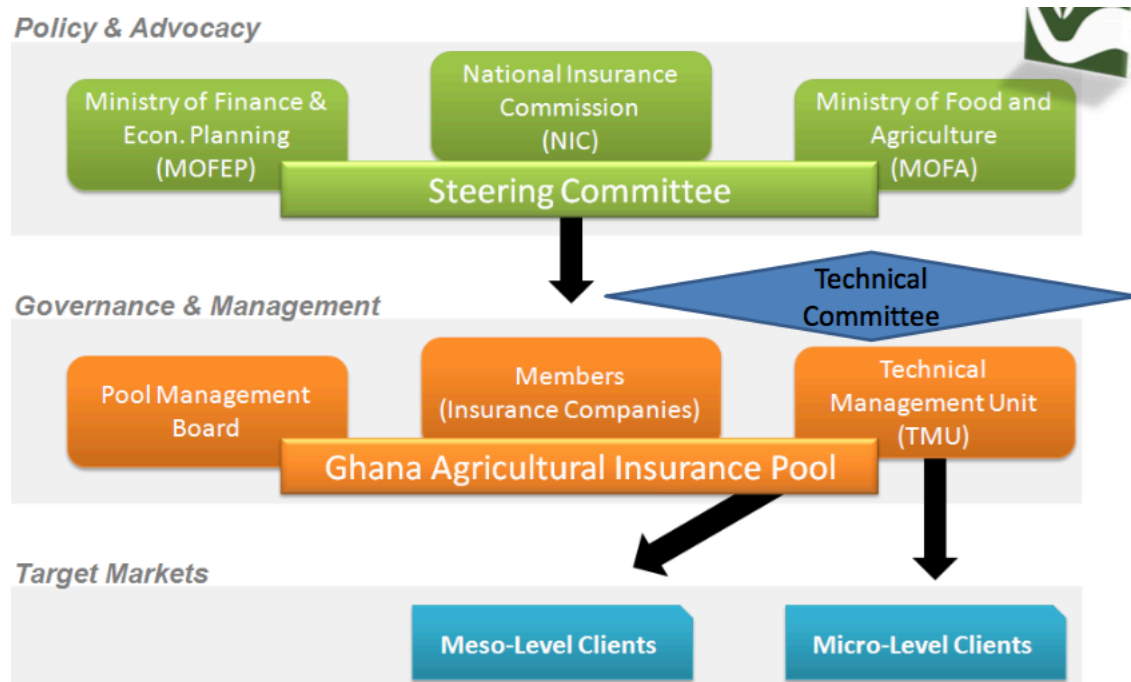 Policy & Advocacy
Ministry of Finance &
Econ. Planning
(MOFEP)
National Insurance
Commission
(NIC)
Ministry of Food and
Agriculture
(MOFA)
Steering Committee
Technical
Committee
Governance & Management
Pool Management
Board
Members
(Insurance Companies)
Technical
Management Unit
(TMU)
Ghana Agricultural Insurance Pool
Target Markets
Meso-Level Clients
Micro-Level Clients